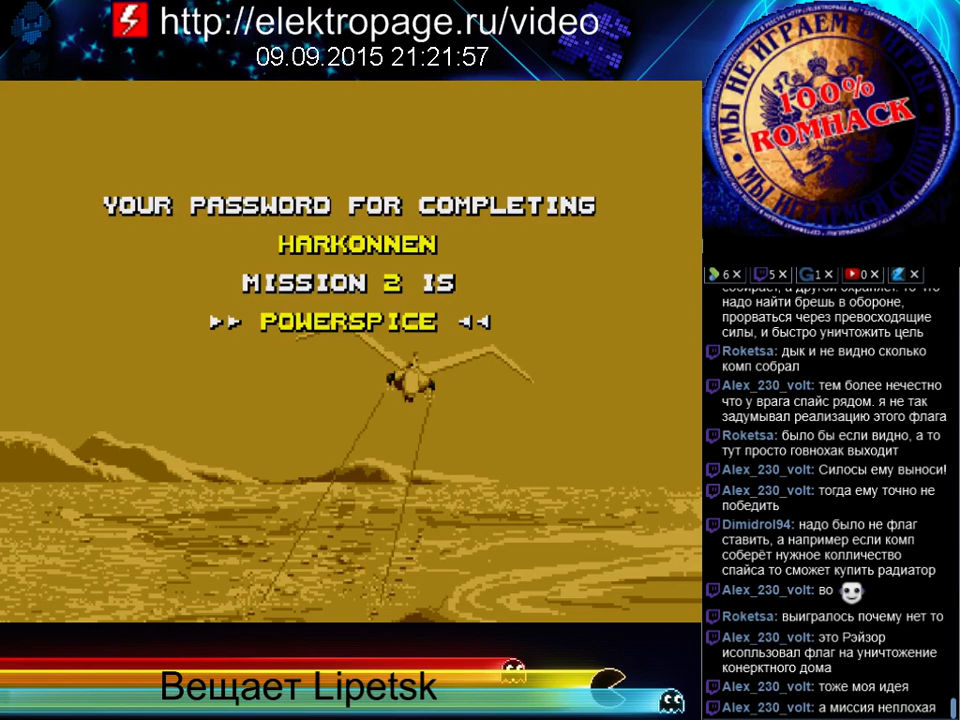 http://elektropage.ru/video
09.09.2015 21:21:57
МЫ НЕ ИГРАЕМ В ИГРЫ
100%
ROMHACK
YOUR PASSWORD FOR COMPLETING
HARKONNEN
MISSION 2 IS
►► POWERSPICE ◄◄
6 × 5 × 1 × 0 × ×
надо найти брешь в обороне,
прорваться через превосходящие
силы, и быстро уничтожить цель
Roketsa: дык и не видно сколько
комп собрал
Alex_230_volt: тем более нечестно
что у врага спайс рядом. я не так
задумывал реализацию этого флага
Roketsa: было бы если видно, а то
тут просто говнохак выходит
Alex_230_volt: Силосы ему выноси!
Alex_230_volt: тогда ему точно не
победить
Dimidrol94: надо было не флаг
ставить, а например если комп
соберёт нужное колличество
спайса то сможет купить радиатор
Alex_230_volt: во
Roketsa: выигралось почему нет то
Alex_230_volt: это Рэйзор
исопльзовал флаг на уничтожение
конерктного дома
Alex_230_volt: тоже моя идея
Alex_230_volt: а миссия неплохая
Вещает Lipetsk